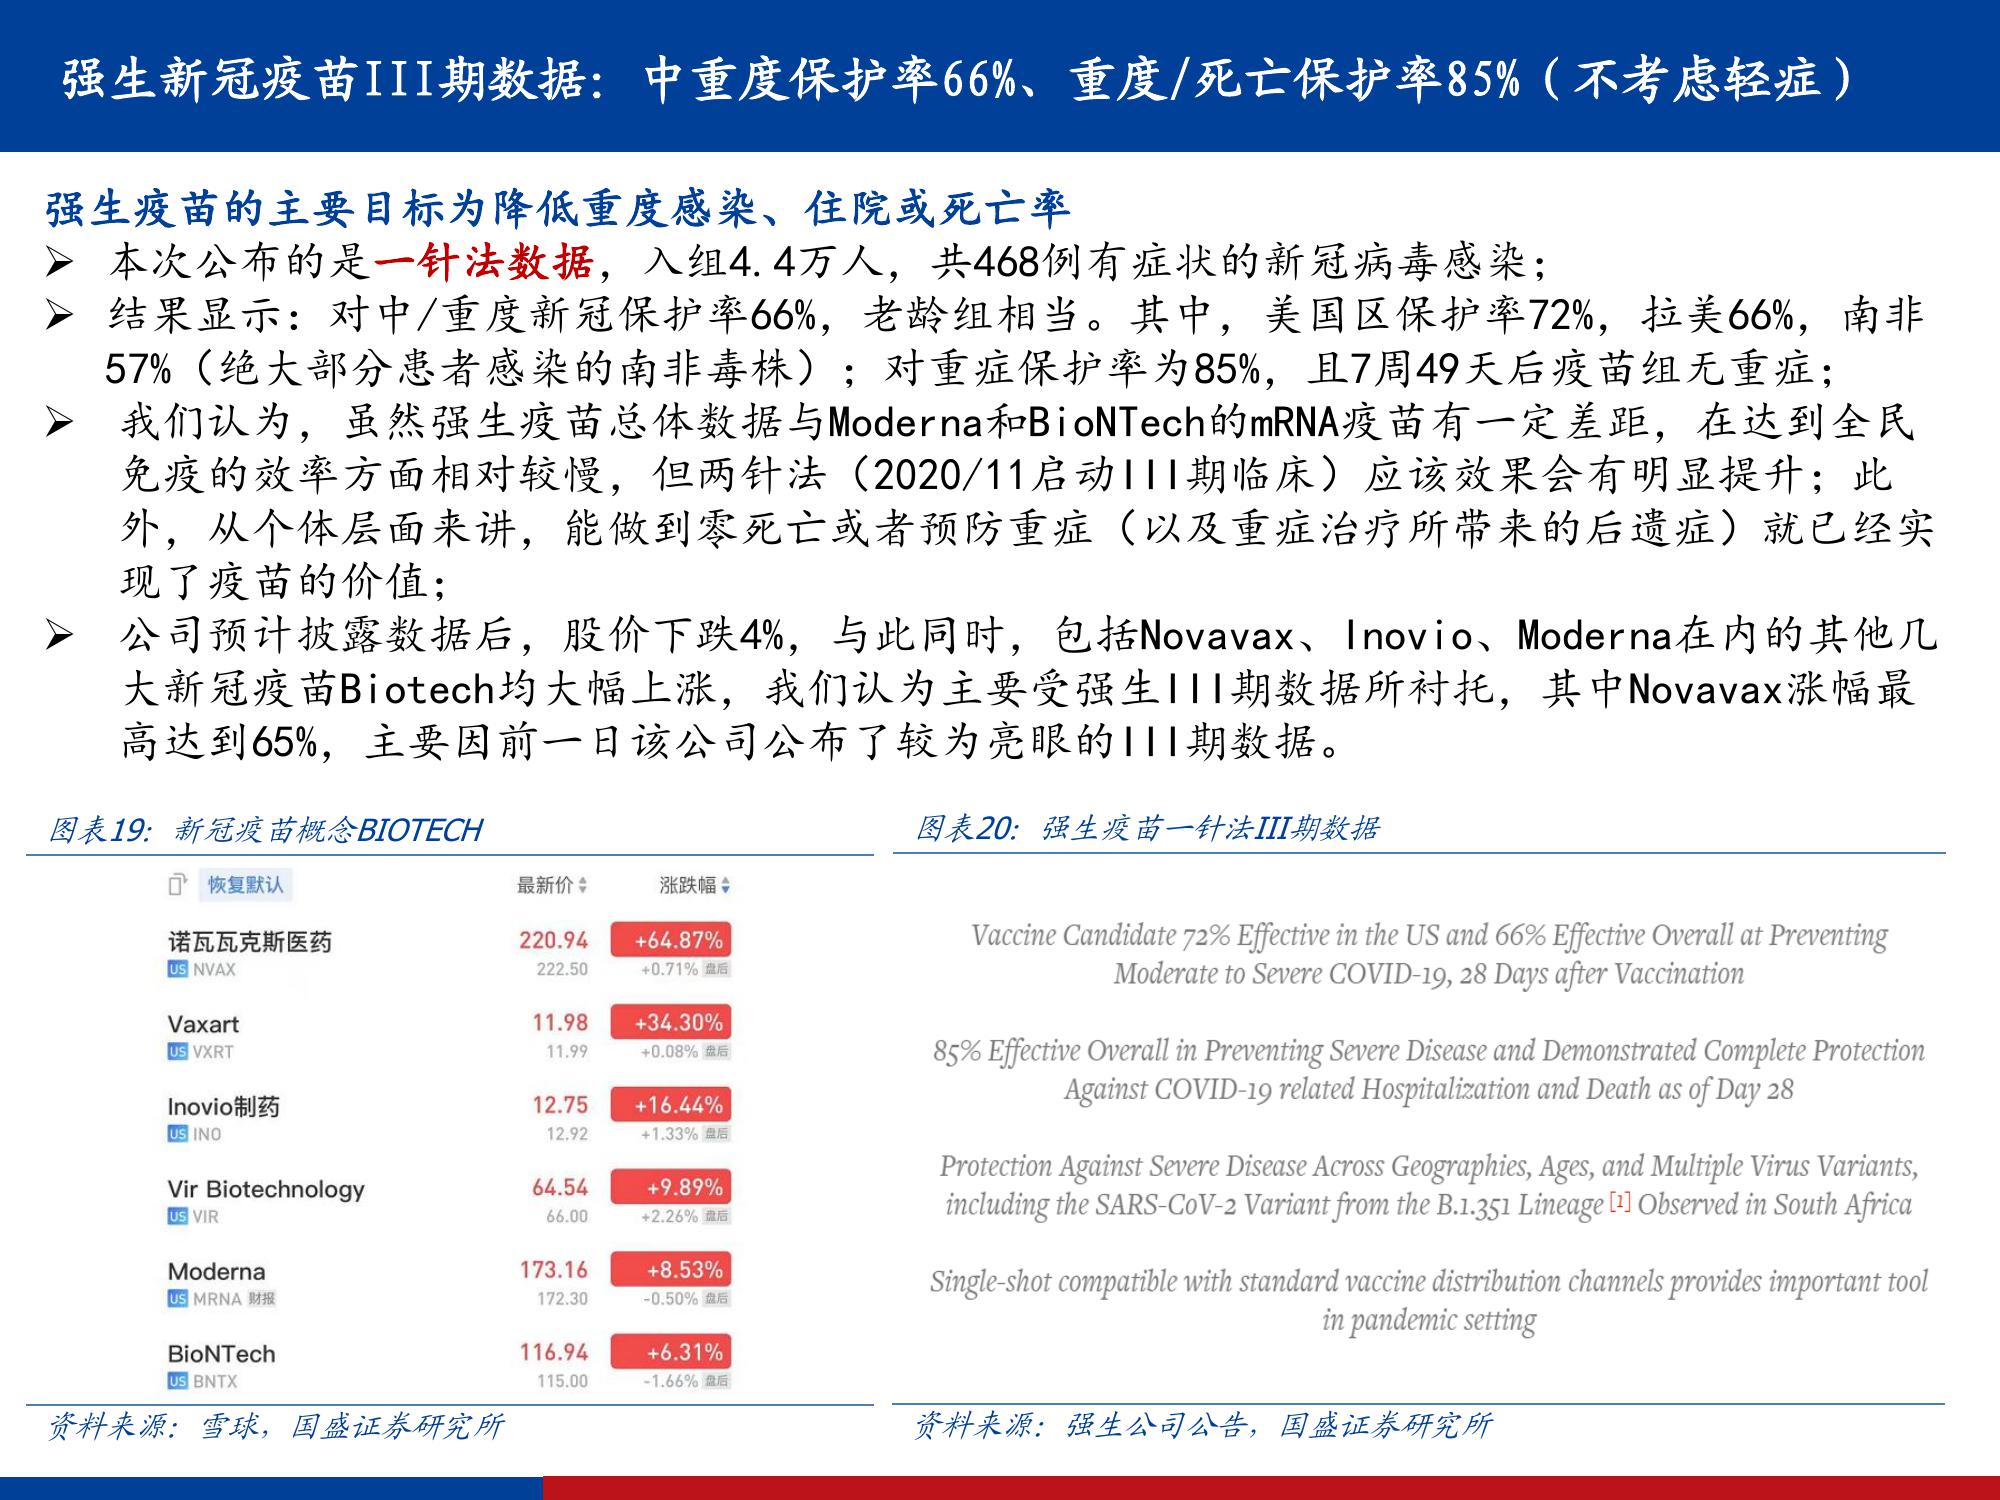 强生新冠疫苗III期数据：中重度保护率66%、重度/死亡保护率85%（不考虑轻症）
强生疫苗的主要目标为降低重度感染、住院或死亡率
➢ 本次公布的是一针法数据，入组4.4万人，共468例有症状的新冠病毒感染；
➢ 结果显示：对中/重度新冠保护率66%，老龄组相当。其中，美国区保护率72%，拉美66%，南非
57%（绝大部分患者感染的南非毒株）；对重症保护率为85%，且7周49天后疫苗组无重症；
➢ 我们认为，虽然强生疫苗总体数据与Moderna和BioNTech的mRNA疫苗有一定差距，在达到全民
免疫的效率方面相对较慢，但两针法（2020/11启动III期临床）应该效果会有明显提升；此
外，从个体层面来讲，能做到零死亡或者预防重症（以及重症治疗所带来的后遗症）就已经实
现了疫苗的价值；
➢ 公司预计披露数据后，股价下跌4%，与此同时，包括Novavax、Inovio、Moderna在内的其他几
大新冠疫苗Biotech均大幅上涨，我们认为主要受强生III期数据所衬托，其中Novavax涨幅最
高达到65%，主要因前一日该公司公布了较为亮眼的III期数据。
图表19：新冠疫苗概念BIOTECH
恢复默认 最新价 涨跌幅
诺瓦瓦克斯医药 220.94 +64.87%
US NVAX 222.50 +0.71% 盘后
Vaxart 11.98 +34.30%
US VXRT 11.99 +0.08% 盘后
Inovio制药 12.75 +16.44%
US INO 12.92 +1.33% 盘后
Vir Biotechnology 64.54 +9.89%
US VIR 66.00 +2.26% 盘后
Moderna 173.16 +8.53%
US MRNA 财报 172.30 -0.50% 盘后
BioNTech 116.94 +6.31%
US BNTX 115.00 -1.66% 盘后
资料来源：雪球，国盛证券研究所
图表20：强生疫苗一针法III期数据
Vaccine Candidate 72% Effective in the US and 66% Effective Overall at Preventing
Moderate to Severe COVID-19, 28 Days after Vaccination
85% Effective Overall in Preventing Severe Disease and Demonstrated Complete Protection
Against COVID-19 related Hospitalization and Death as of Day 28
Protection Against Severe Disease Across Geographies, Ages, and Multiple Virus Variants,
including the SARS-CoV-2 Variant from the B.1.351 Lineage [1] Observed in South Africa
Single-shot compatible with standard vaccine distribution channels provides important tool
in pandemic setting
资料来源：强生公司公告，国盛证券研究所